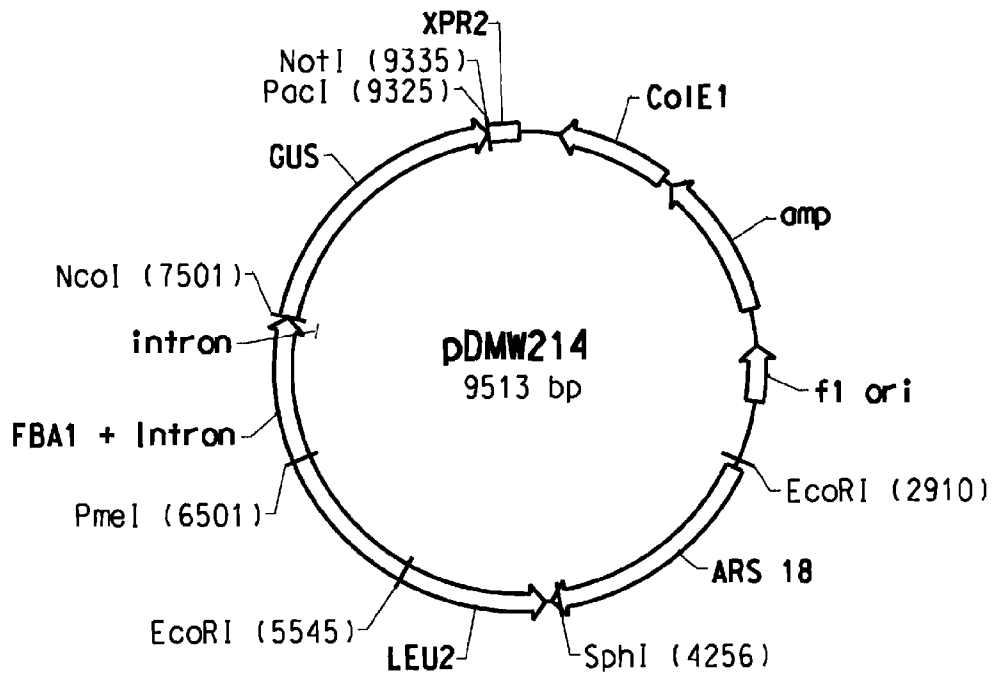 XPR2
NotI (9335)
PacI (9325)
ColE1
GUS
amp
NcoI (7501)
intron
pDMW214
9513 bp
f1 ori
FBA1 + Intron
EcoRI (2910)
PmeI (6501)
ARS 18
EcoRI (5545)
LEU2
SphI (4256)